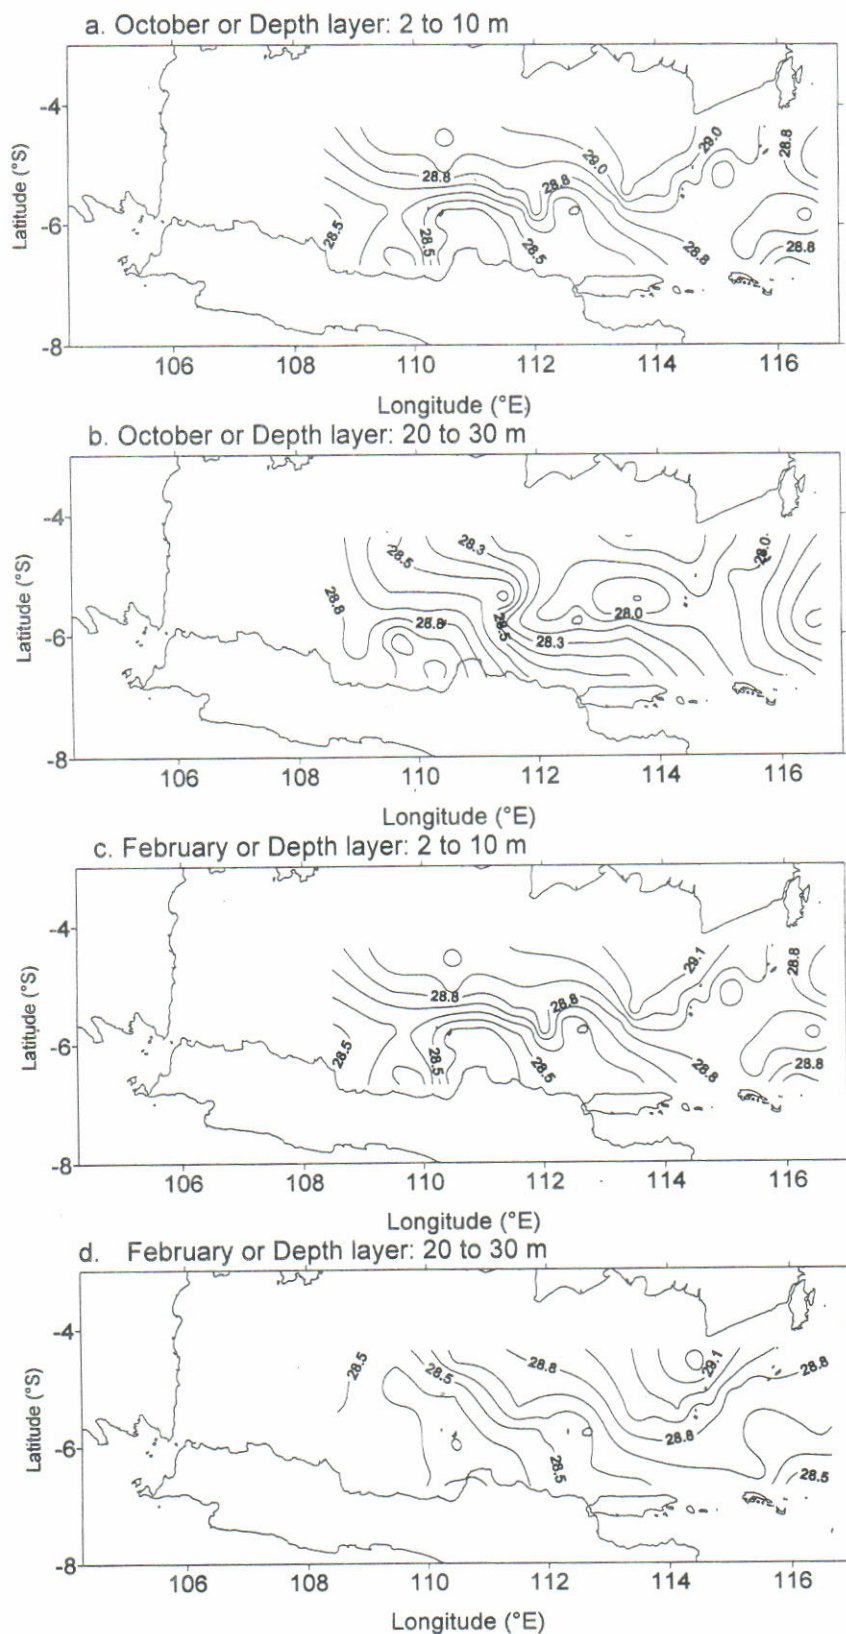 a. October or Depth layer: 2 to 10 m
-4
29.0
29.0
28.8
28.8
28.8
Latitude (°S)
-6
28.5
28.5
28.5
28.8
28.8
-8
106 108 110 112 114 116
Longitude (°E)
b. October or Depth layer: 20 to 30 m
-4
28.3
28.5
28.0
28.8
28.0
Latitude (°S)
-6
28.8
28.5
28.3
-8
106 108 110 112 114 116
Longitude (°E)
c. February or Depth layer: 2 to 10 m
-4
29.1
28.8
28.8
28.8
Latitude (°S)
-6
28.5
28.5
28.5
28.8
28.8
-8
106 108 110 112 114 116
Longitude (°E)
d. February or Depth layer: 20 to 30 m
-4
28.5
28.5
28.8
29.1
28.8
Latitude (°S)
-6
28.8
28.5
28.5
-8
106 108 110 112 114 116
Longitude (°E)